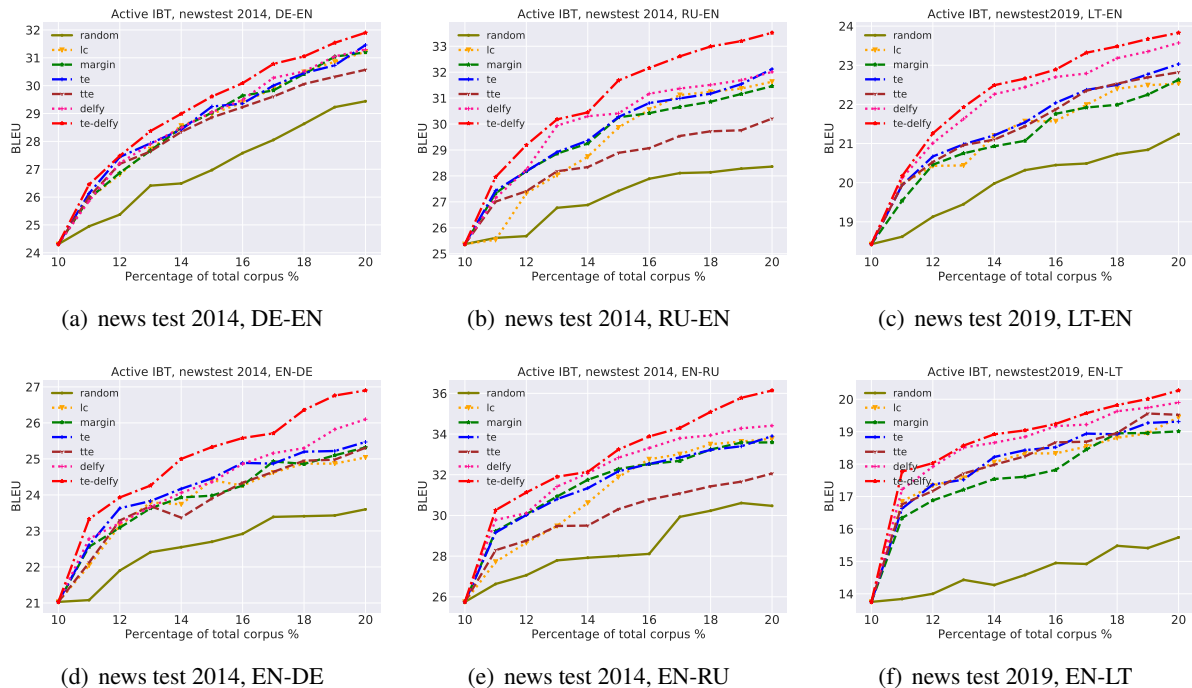 Active IBT, newstest 2014, DE-EN
random
lc
margin
te
tte
delfy
te-delfy
BLEU
32
31
30
29
28
27
26
25
24
10 12 14 16 18 20
Percentage of total corpus %
(a) news test 2014, DE-EN
Active IBT, newstest 2014, RU-EN
random
lc
margin
te
tte
delfy
te-delfy
BLEU
33
32
31
30
29
28
27
26
25
10 12 14 16 18 20
Percentage of total corpus %
(b) news test 2014, RU-EN
Active IBT, newstest2019, LT-EN
random
lc
margin
te
tte
delfy
te-delfy
BLEU
24
23
22
21
20
19
10 12 14 16 18 20
Percentage of total corpus %
(c) news test 2019, LT-EN
Active IBT, newstest 2014, EN-DE
random
lc
margin
te
tte
delfy
te-delfy
BLEU
27
26
25
24
23
22
21
10 12 14 16 18 20
Percentage of total corpus %
(d) news test 2014, EN-DE
Active IBT, newstest 2014, EN-RU
random
lc
margin
te
tte
delfy
te-delfy
BLEU
36
34
32
30
28
26
10 12 14 16 18 20
Percentage of total corpus %
(e) news test 2014, EN-RU
Active IBT, newstest2019, EN-LT
random
lc
margin
te
tte
delfy
te-delfy
BLEU
20
19
18
17
16
15
14
10 12 14 16 18 20
Percentage of total corpus %
(f) news test 2019, EN-LT